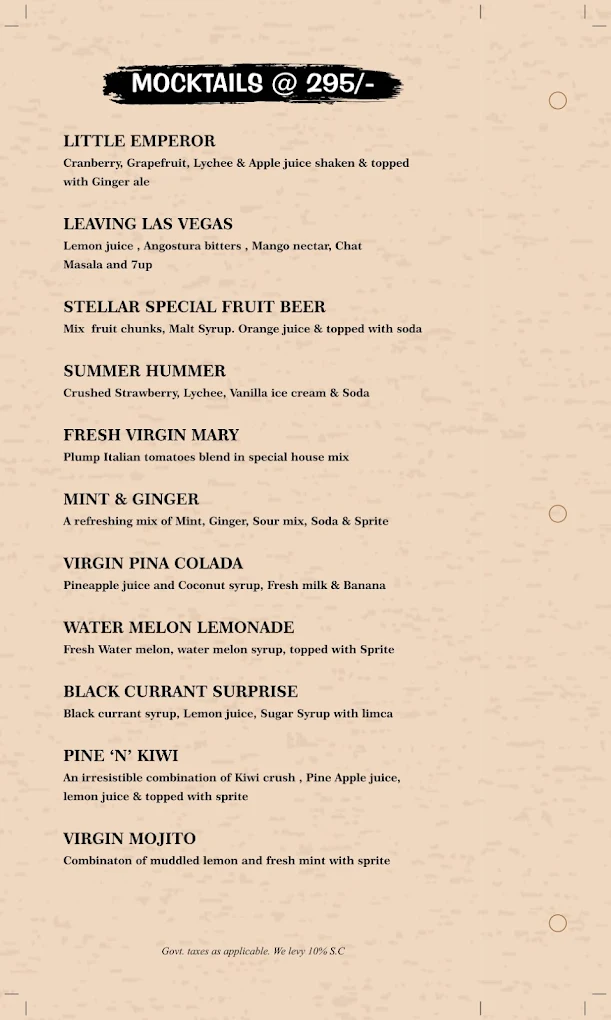 MOCKTAILS @ 295/-
LITTLE EMPEROR
Cranberry, Grapefruit, Lychee & Apple juice shaken & topped
with Ginger ale
LEAVING LAS VEGAS
Lemon juice , Angostura bitters , Mango nectar, Chat
Masala and 7up
STELLAR SPECIAL FRUIT BEER
Mix fruit chunks, Malt Syrup. Orange juice & topped with soda
SUMMER HUMMER
Crushed Strawberry, Lychee, Vanilla ice cream & Soda
FRESH VIRGIN MARY
Plump Italian tomatoes blend in special house mix
MINT & GINGER
A refreshing mix of Mint, Ginger, Sour mix, Soda & Sprite
VIRGIN PINA COLADA
Pineapple juice and Coconut syrup, Fresh milk & Banana
WATER MELON LEMONADE
Fresh Water melon, water melon syrup, topped with Sprite
BLACK CURRANT SURPRISE
Black currant syrup, Lemon juice, Sugar Syrup with limca
PINE ‘N’ KIWI
An irresistible combination of Kiwi crush , Pine Apple juice,
lemon juice & topped with sprite
VIRGIN MOJITO
Combinaton of muddled lemon and fresh mint with sprite
Govt. taxes as applicable. We levy 10% S.C